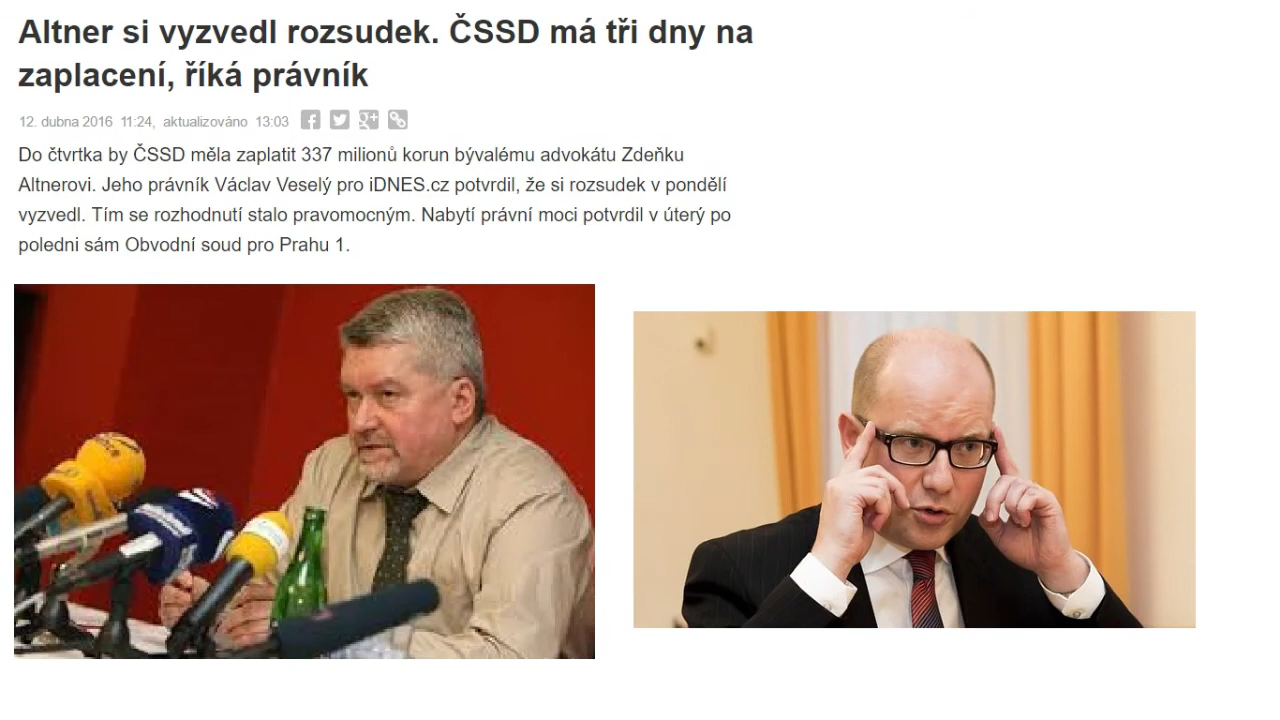 Altner si vyzvedl rozsudek. ČSSD má tři dny na
zaplacení, říká právník
12. dubna 2016 11:24, aktualizováno 13:03
Do čtvrtka by ČSSD měla zaplatit 337 milionů korun bývalému advokátu Zdeňku
Altnerovi. Jeho právník Václav Veselý pro iDNES.cz potvrdil, že si rozsudek v pondělí
vyzvedl. Tím se rozhodnutí stalo pravomocným. Nabytí právní moci potvrdil v úterý po
poledni sám Obvodní soud pro Prahu 1.